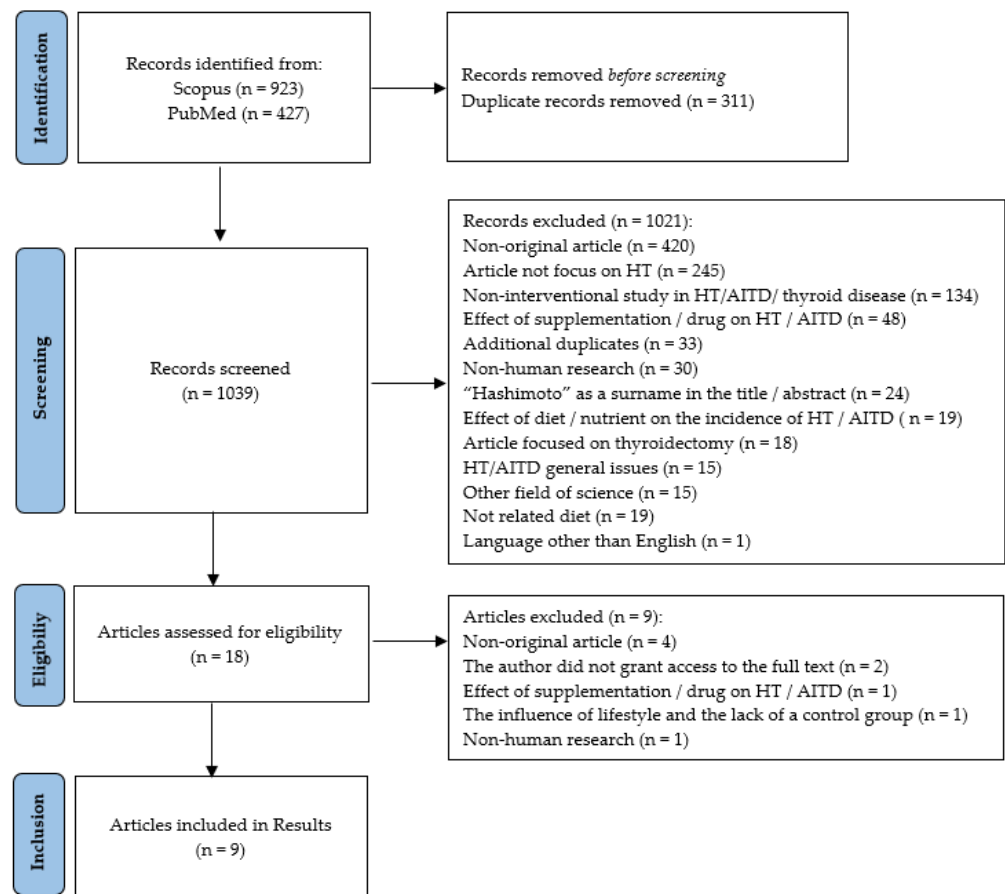 Identification
Records identified from:
Scopus (n = 923)
PubMed (n = 427)
Records removed before screening
Duplicate records removed (n = 311)
Screening
Records screened
(n = 1039)
Records excluded (n = 1021):
Non-original article (n = 420)
Article not focus on HT (n = 245)
Non-interventional study in HT/AITD/ thyroid disease (n = 134)
Effect of supplementation / drug on HT / AITD (n = 48)
Additional duplicates (n = 33)
Non-human research (n = 30)
“Hashimoto” as a surname in the title / abstract (n = 24)
Effect of diet / nutrient on the incidence of HT / AITD ( n = 19)
Article focused on thyroidectomy (n = 18)
HT/AITD general issues (n = 15)
Other field of science (n = 15)
Not related diet (n = 19)
Language other than English (n = 1)
Eligibiliy
Articles assessed for eligibility
(n = 18)
Articles excluded (n = 9):
Non-original article (n = 4)
The author did not grant access to the full text (n = 2)
Effect of supplementation / drug on HT / AITD (n = 1)
The influence of lifestyle and the lack of a control group (n = 1)
Non-human research (n = 1)
Inclusion
Articles included in Results
(n = 9)